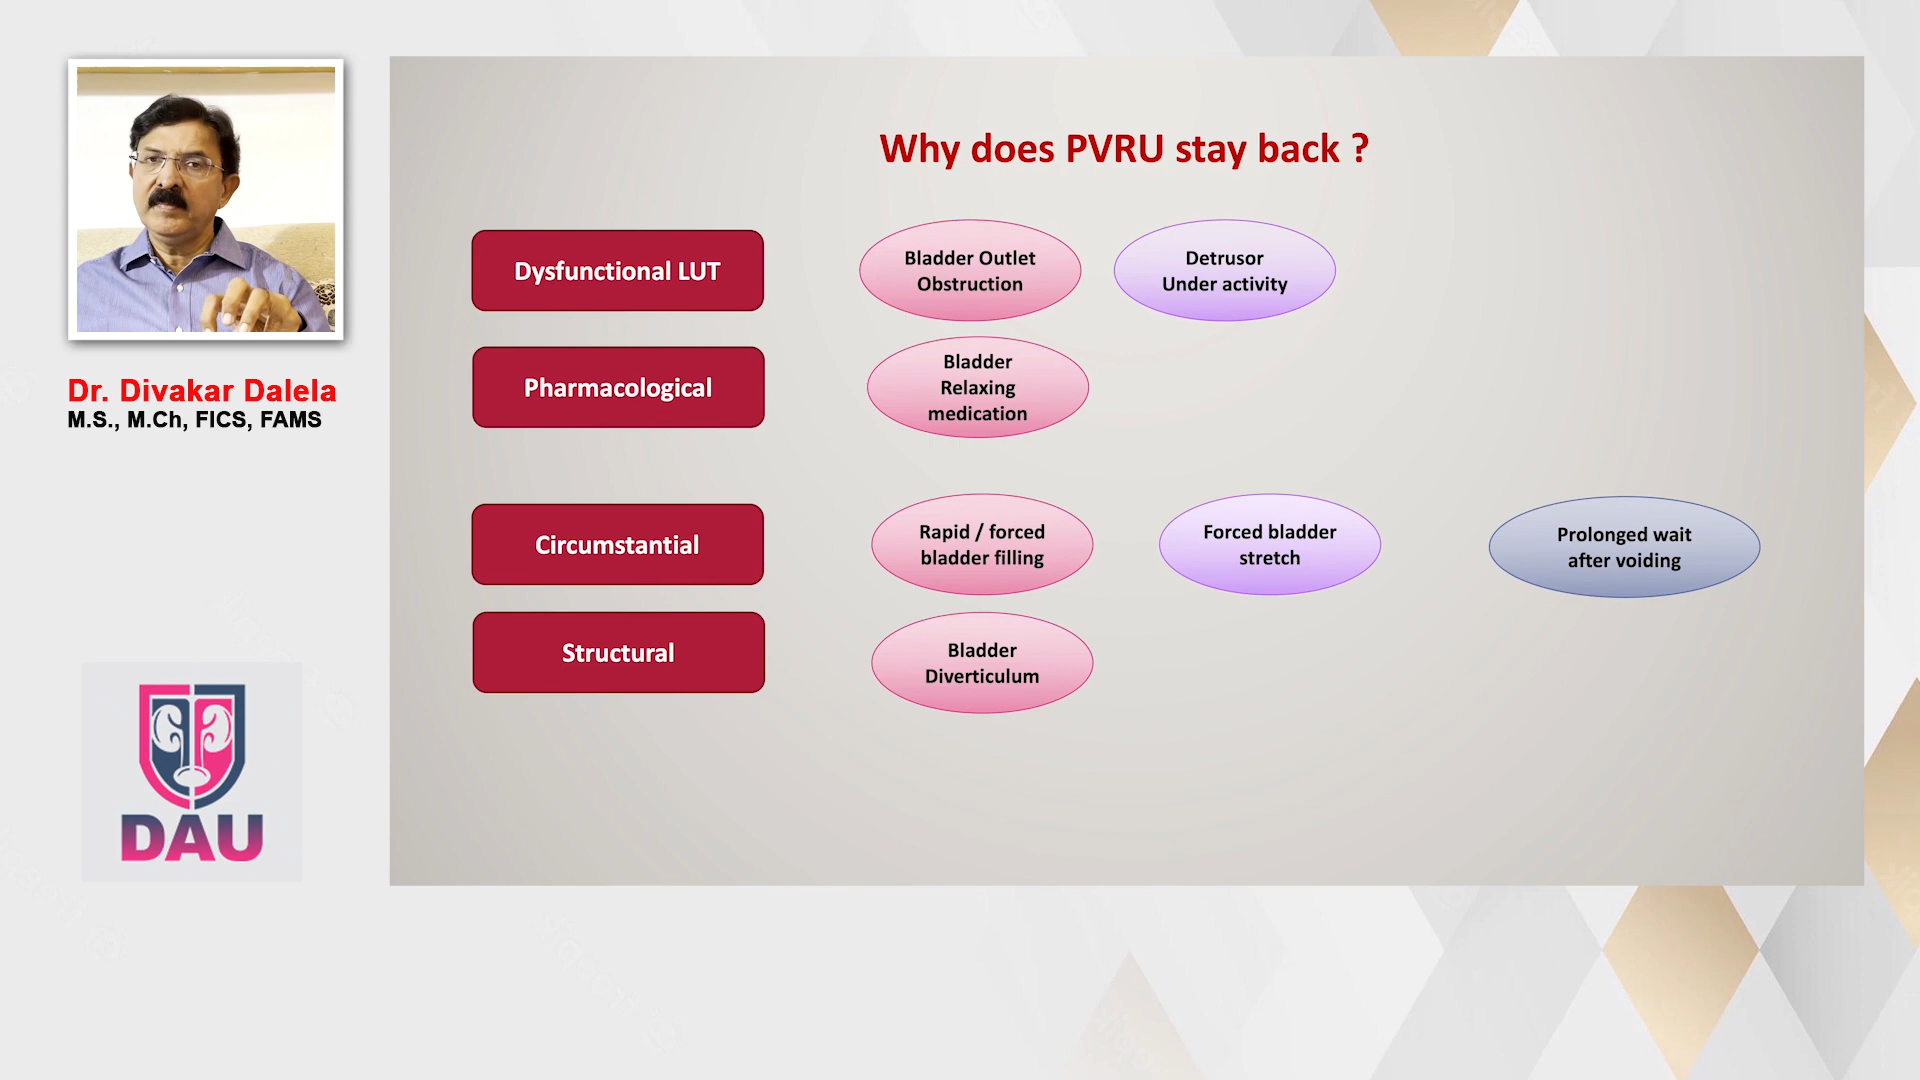 Why does PVRU stay back ?
Dysfunctional LUT
Bladder Outlet
Obstruction
Detrusor
Under activity
Pharmacological
Bladder
Relaxing
medication
Circumstantial
Rapid / forced
bladder filling
Forced bladder
stretch
Prolonged wait
after voiding
Structural
Bladder
Diverticulum
Dr. Divakar Dalela
M.S., M.Ch, FICS, FAMS
DAU